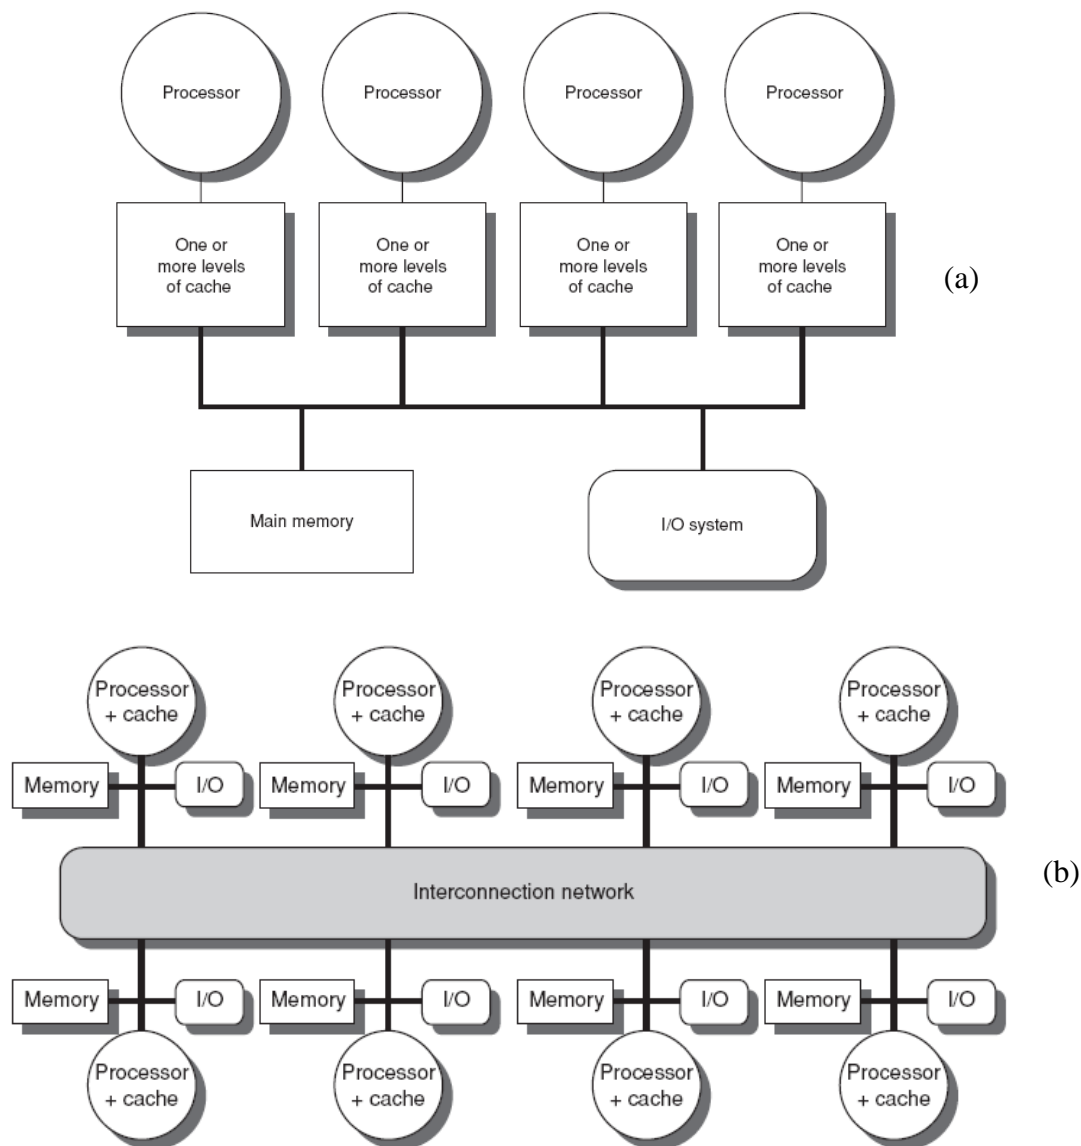 Processor
Processor
Processor
Processor
One or
more levels
of cache
One or
more levels
of cache
One or
more levels
of cache
One or
more levels
of cache
(a)
Main memory
I/O system
Processor
+ cache
Processor
+ cache
Processor
+ cache
Processor
+ cache
Memory
I/O
Memory
I/O
Memory
I/O
Memory
I/O
Interconnection network
(b)
Memory
I/O
Memory
I/O
Memory
I/O
Memory
I/O
Processor
+ cache
Processor
+ cache
Processor
+ cache
Processor
+ cache